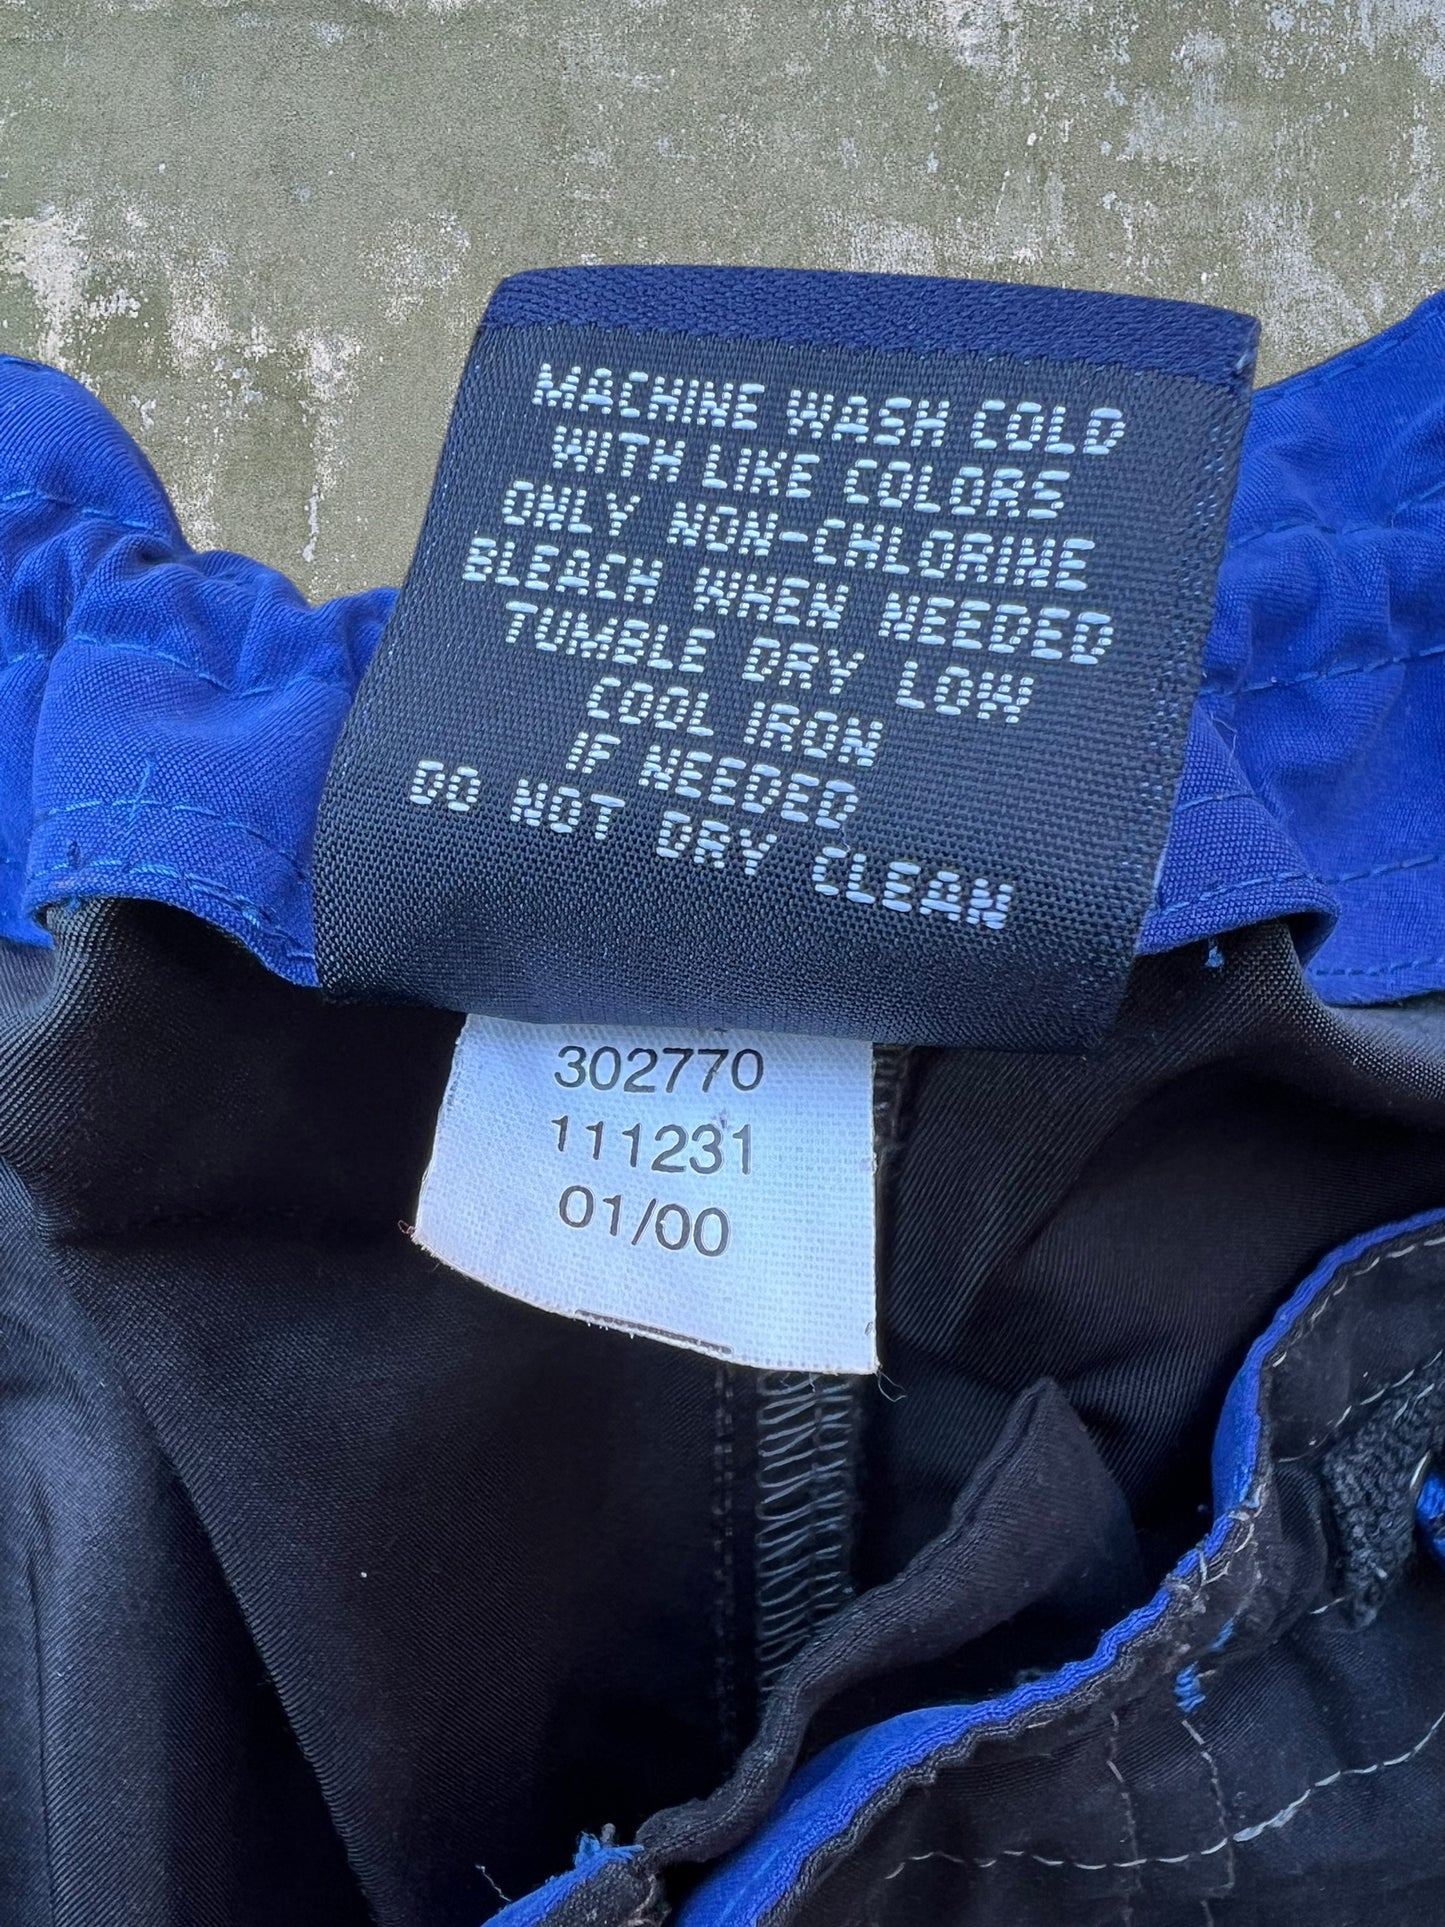 MACHINE WASH COLD
WITH LIKE COLORS
ONLY NON-CHLORINE
BLEACH WHEN NEEDED
TUMBLE DRY LOW
COOL IRON
IF NEEDED
DO NOT DRY CLEAN
302770
111231
01/00